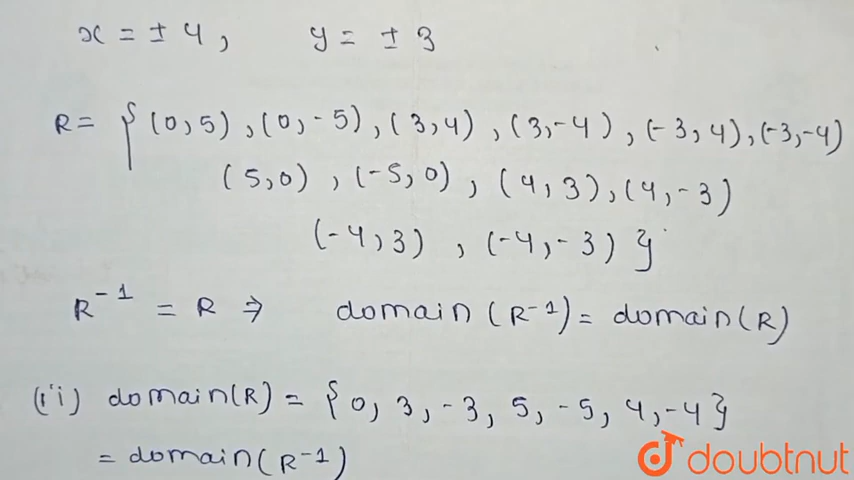 x = ± 4 , y = ± 3
R = { (0,5) , (0,-5) , (3,4) , (3,-4) , (-3,4) , (-3,-4)
(5,0) , (-5,0) , (4,3) , (4,-3)
(-4,3) , (-4,-3) }
R⁻¹ = R ⇒ domain (R⁻¹) = domain (R)
(ii) domain(R) = { 0, 3, -3, 5, -5, 4, -4 }
= domain (R⁻¹)
doubtnut